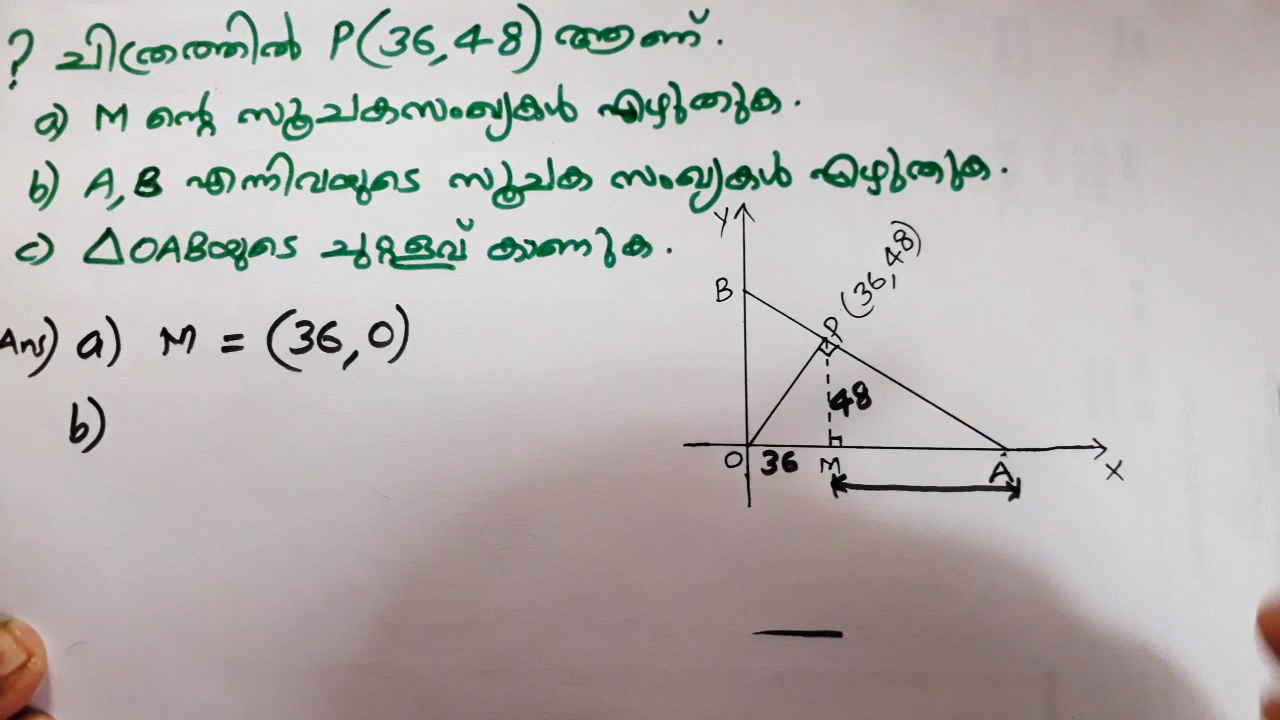 ? ചിത്രത്തിൽ P(36,48) ആണ്.
a) M ന്റെ സൂചകസംഖ്യകൾ എഴുതുക.
b) A, B എന്നിവയുടെ സൂചക സംഖ്യകൾ എഴുതുക.
c) △OABയുടെ ചുറ്റളവ് കാണുക.
Ans) a) M = (36,0)
b)
Y
B
P (36,48)
48
O 36 M A X